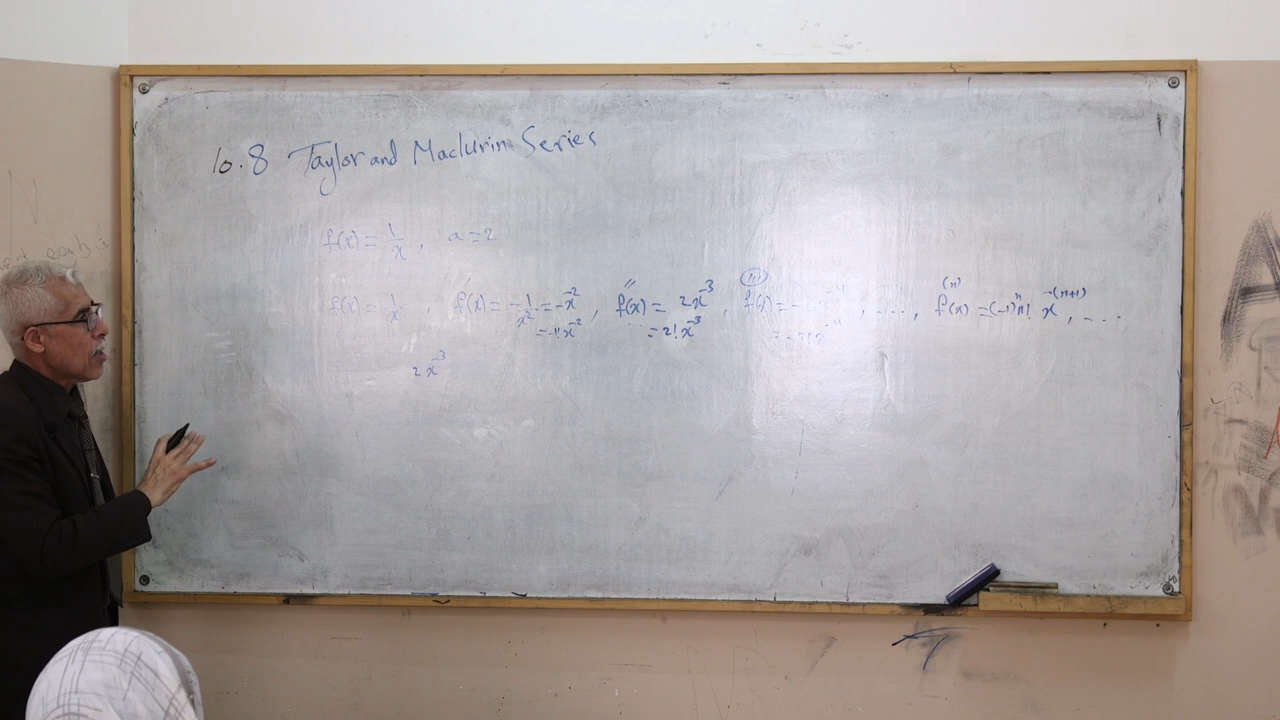 10.8 Taylor and Maclurin Series
f(x) = 1/x , a = 2
f(x) = 1/x , f'(x) = -1/x² = -x⁻² , f''(x) = 2x⁻³ , f⁽'''⁾(x) = - x⁻⁴ , ...., f⁽ⁿ⁾(x) = (-1)ⁿ n! x⁻⁽ⁿ⁺¹⁾ , ....
= -1! x⁻² = 2! x⁻³ = -3! x⁻⁴
2x⁻³